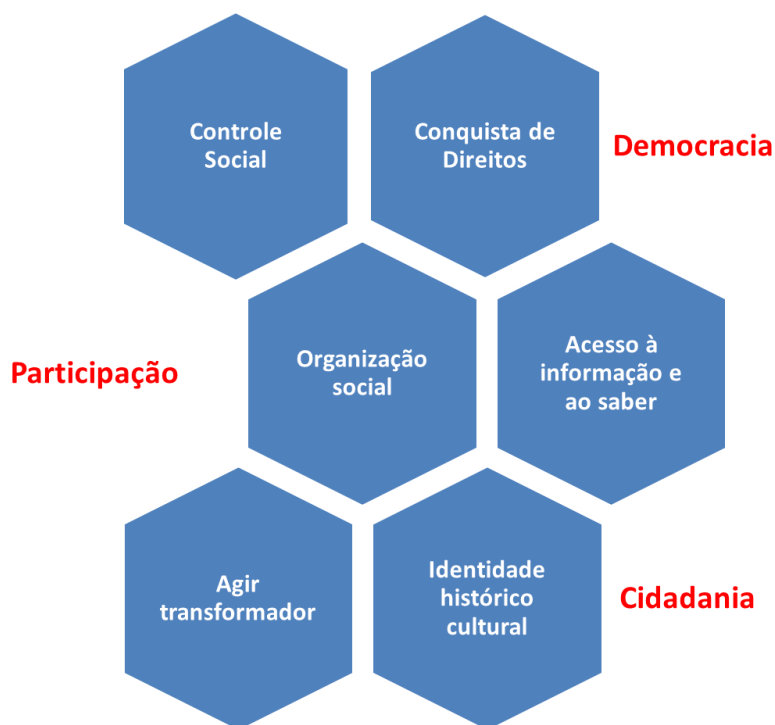 Controle
Social
Conquista de
Direitos
Democracia
Participação
Organização
social
Acesso à
informação e
ao saber
Agir
transformador
Identidade
histórico
cultural
Cidadania